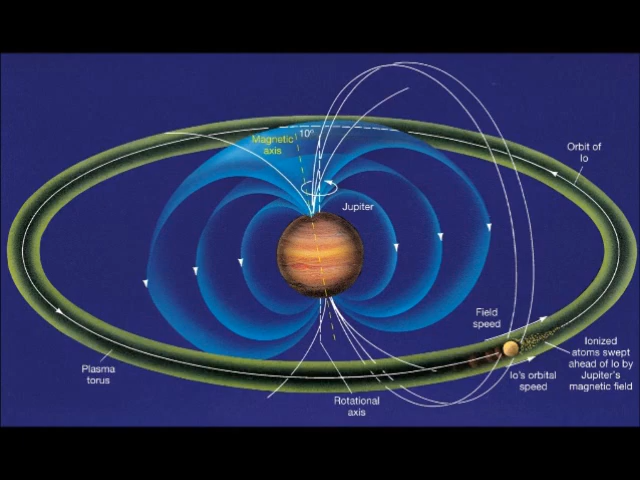 Magnetic
axis
10°
Orbit of
Io
Jupiter
Field
speed
Ionized
atoms swept
ahead of Io by
Jupiter's
magnetic field
Plasma
torus
Io's orbital
speed
Rotational
axis